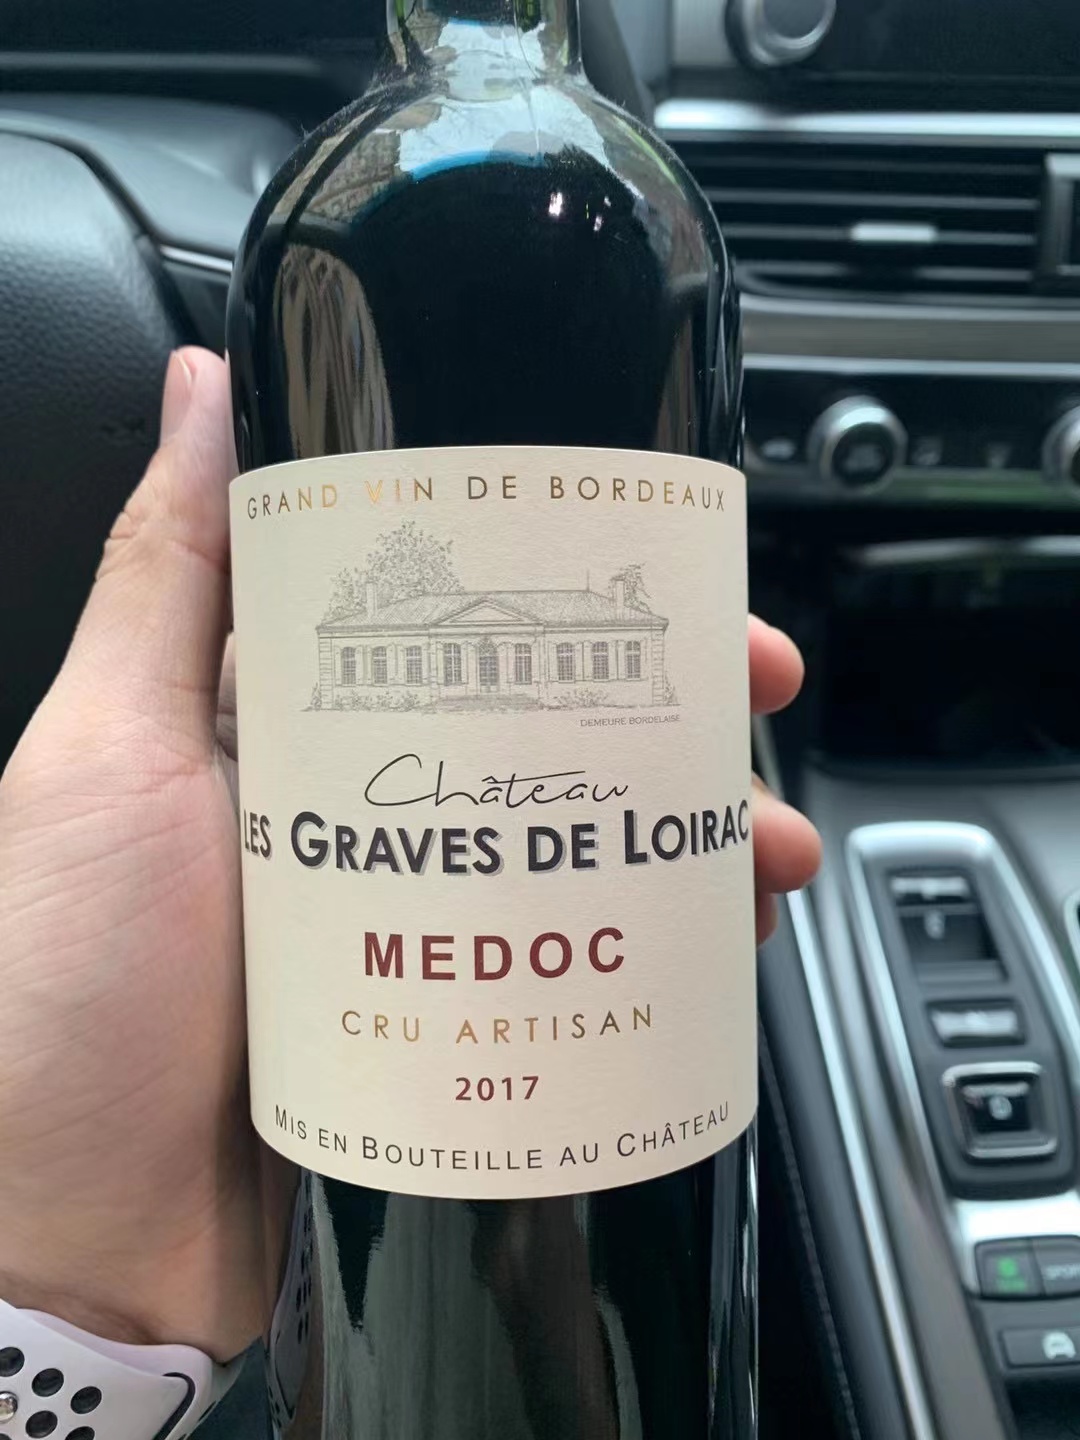 GRAND VIN DE BORDEAUX
DEMEURE BORDELAISE
Château
LES GRAVES DE LOIRAC
MEDOC
CRU ARTISAN
2017
MIS EN BOUTEILLE AU CHÂTEAU